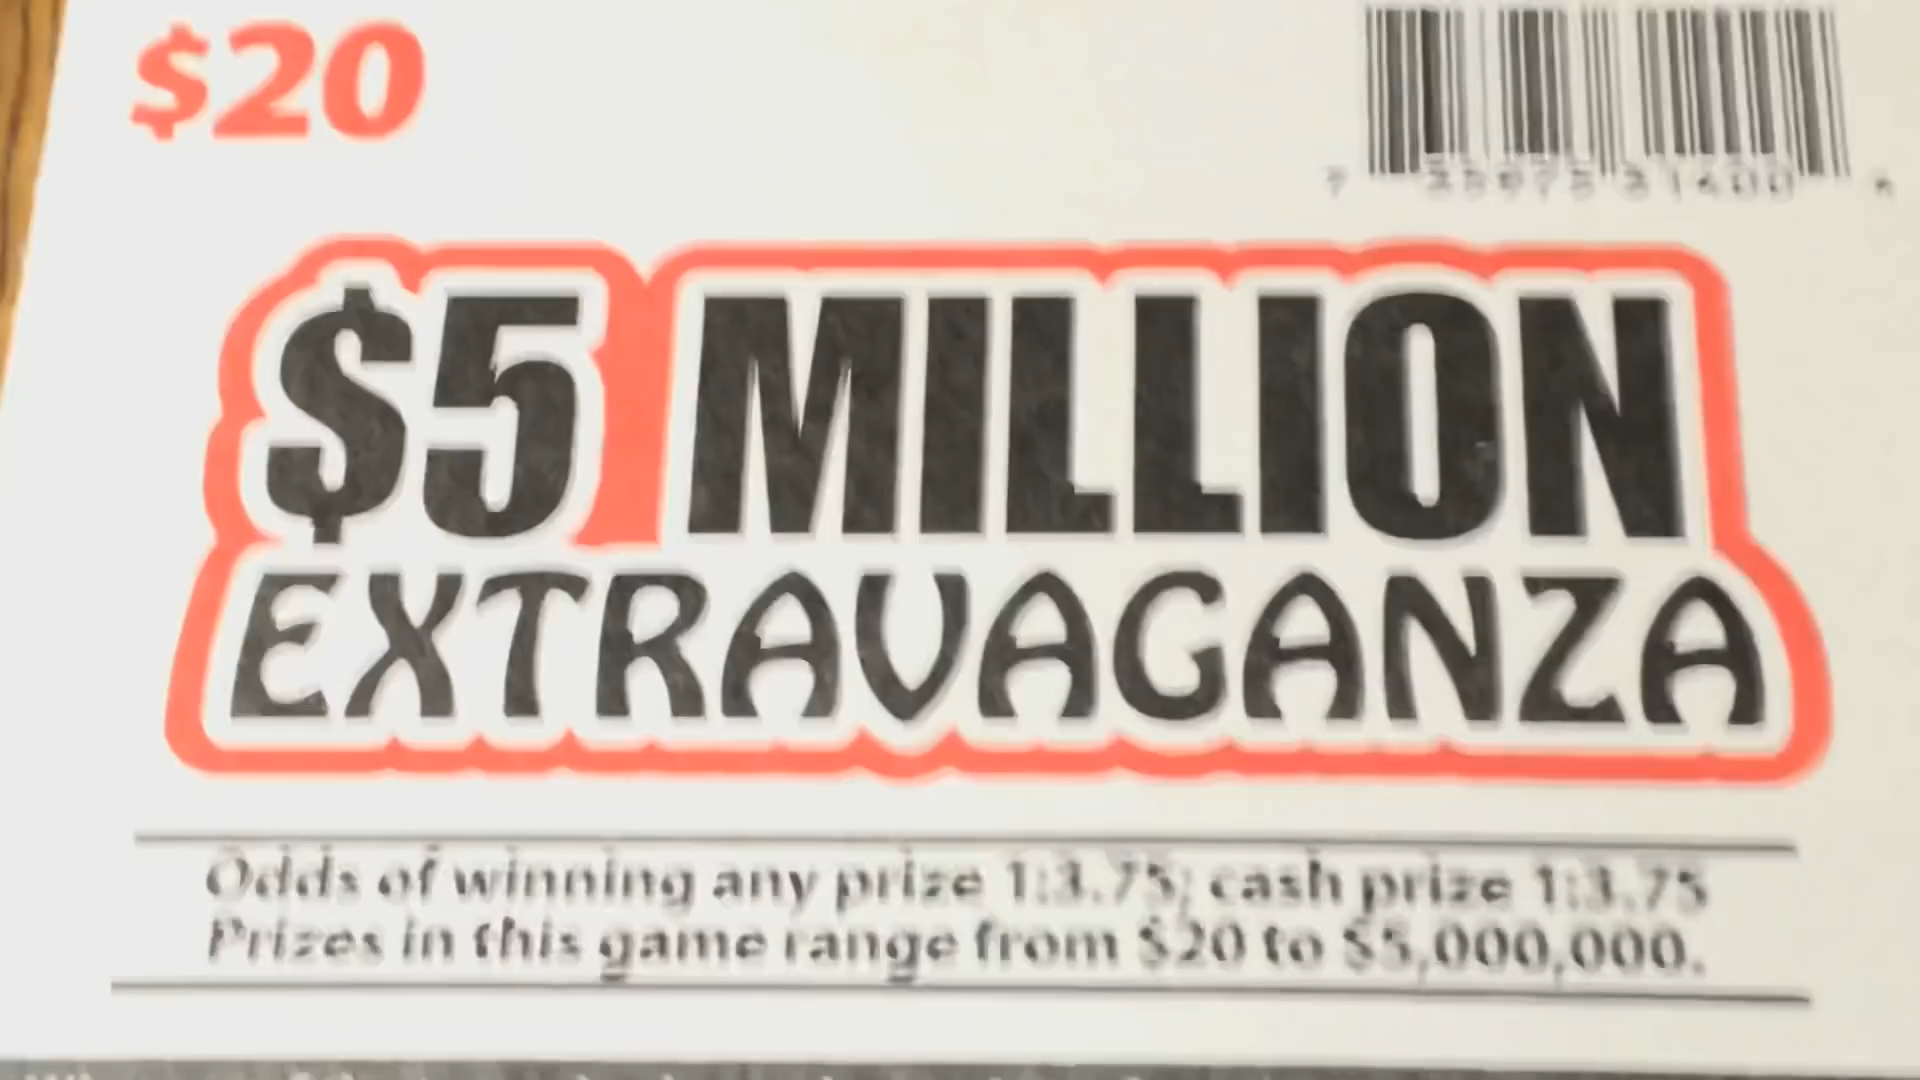 $20
$5 MILLION
EXTRAVAGANZA
Odds of winning any prize 1:3.75; cash prize 1:3.75
Prizes in this game range from $20 to $5,000,000.